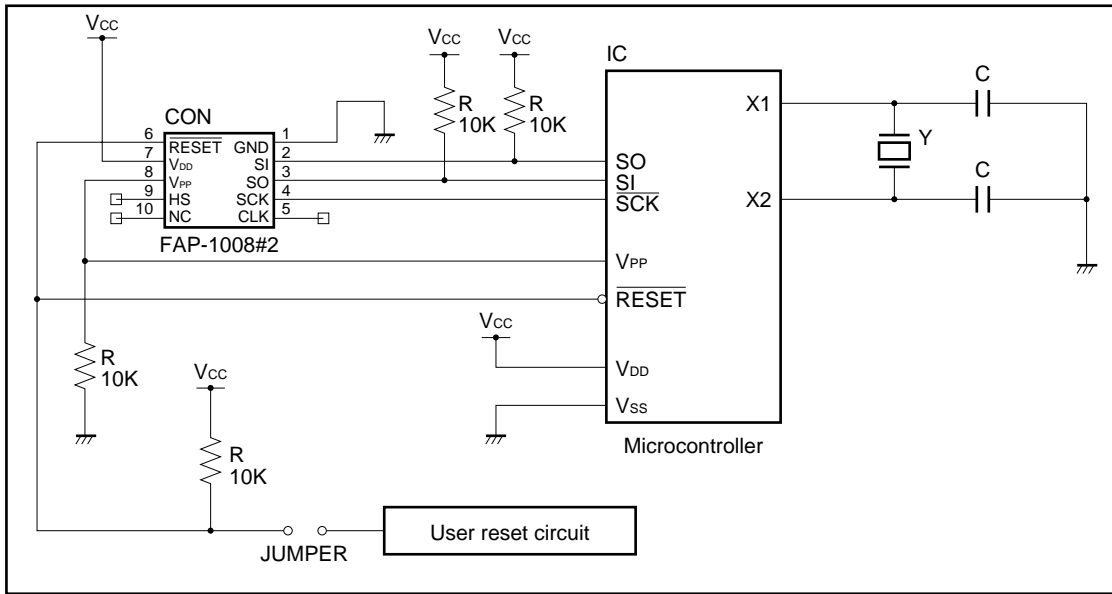 VCC
VCC
VCC
IC
CON
R
10K
R
10K
6
7
8
9
10
RESET
VDD
VPP
HS
NC
GND
SI
SO
SCK
CLK
1
2
3
4
5
FAP-1008#2
SO
SI
SCK
VPP
RESET
VDD
VSS
X1
X2
Microcontroller
C
Y
C
VCC
R
10K
VCC
R
10K
JUMPER
User reset circuit